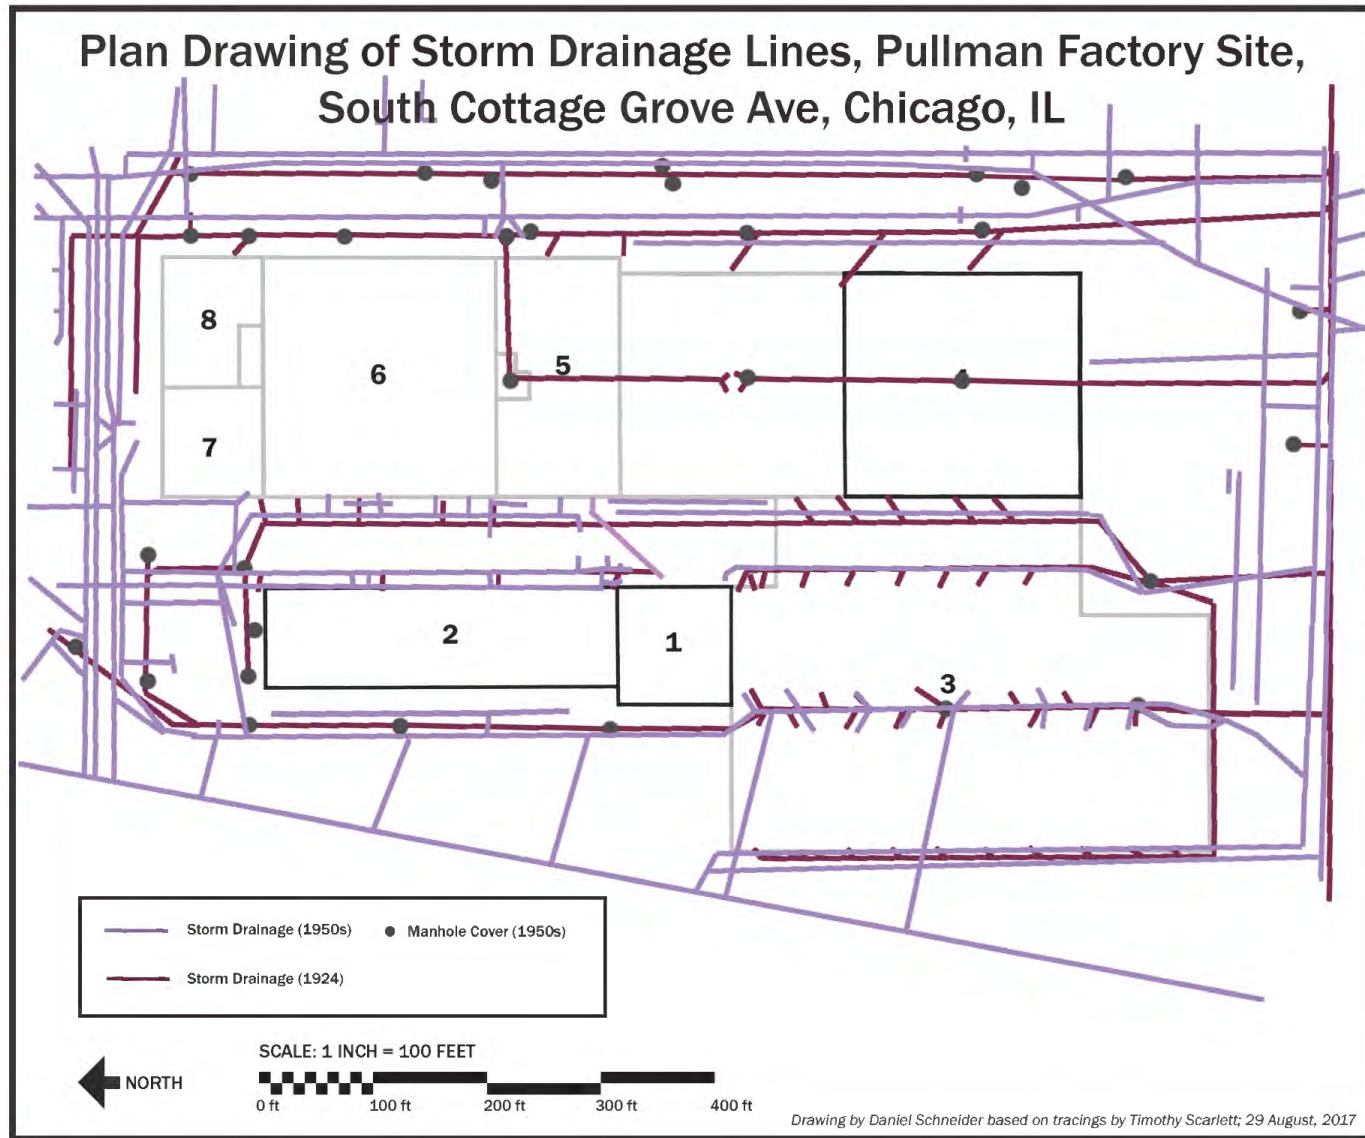 Plan Drawing of Storm Drainage Lines, Pullman Factory Site,
South Cottage Grove Ave, Chicago, IL
8
6
5
4
7
2
1
3
Storm Drainage (1950s)
Manhole Cover (1950s)
Storm Drainage (1924)
SCALE: 1 INCH = 100 FEET
NORTH
0 ft
100 ft
200 ft
300 ft
400 ft
Drawing by Daniel Schneider based on tracings by Timothy Scarlett; 29 August, 2017